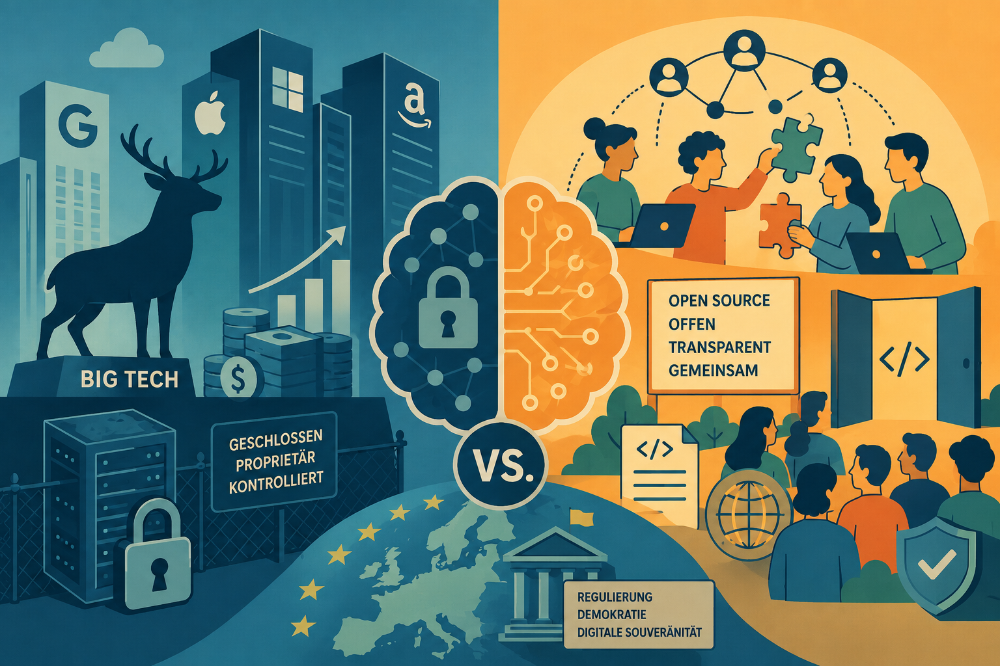 G
a
BIG TECH
$
GESCHLOSSEN
PROPRIETÄR
KONTROLLIERT
VS.
OPEN SOURCE
OFFEN
TRANSPARENT
GEMEINSAM
</>
</>
REGULIERUNG
DEMOKRATIE
DIGITALE SOUVERÄNITÄT